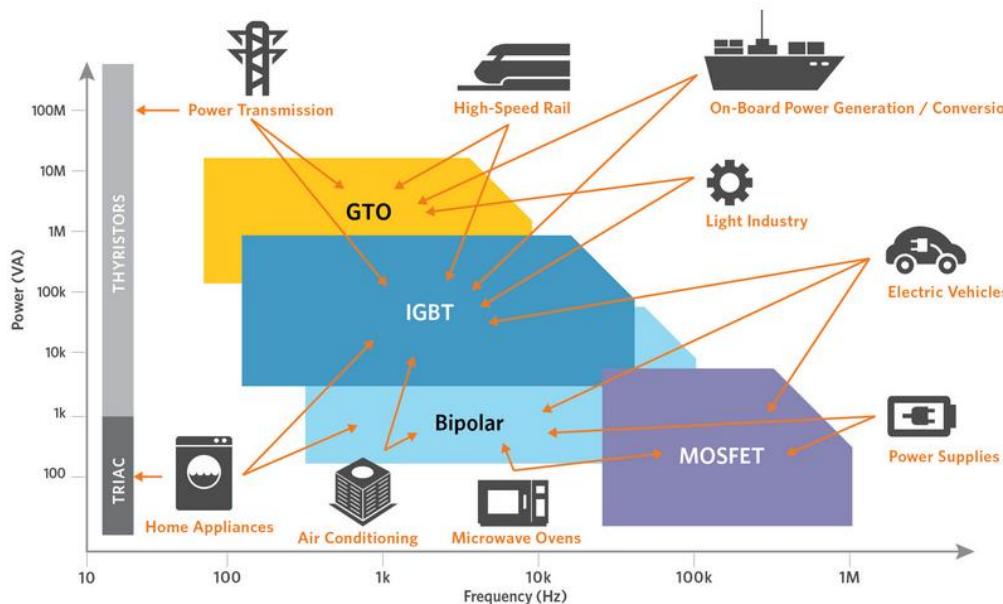 Power Transmission
High-Speed Rail
On-Board Power Generation / Conversion
Light Industry
Electric Vehicles
Power Supplies
Home Appliances
Air Conditioning
Microwave Ovens
GTO
IGBT
Bipolar
MOSFET
THYRISTORS
TRIAC
Power (VA)
100M
10M
1M
100k
10k
1k
100
10
100
1k
10k
100k
1M
Frequency (Hz)